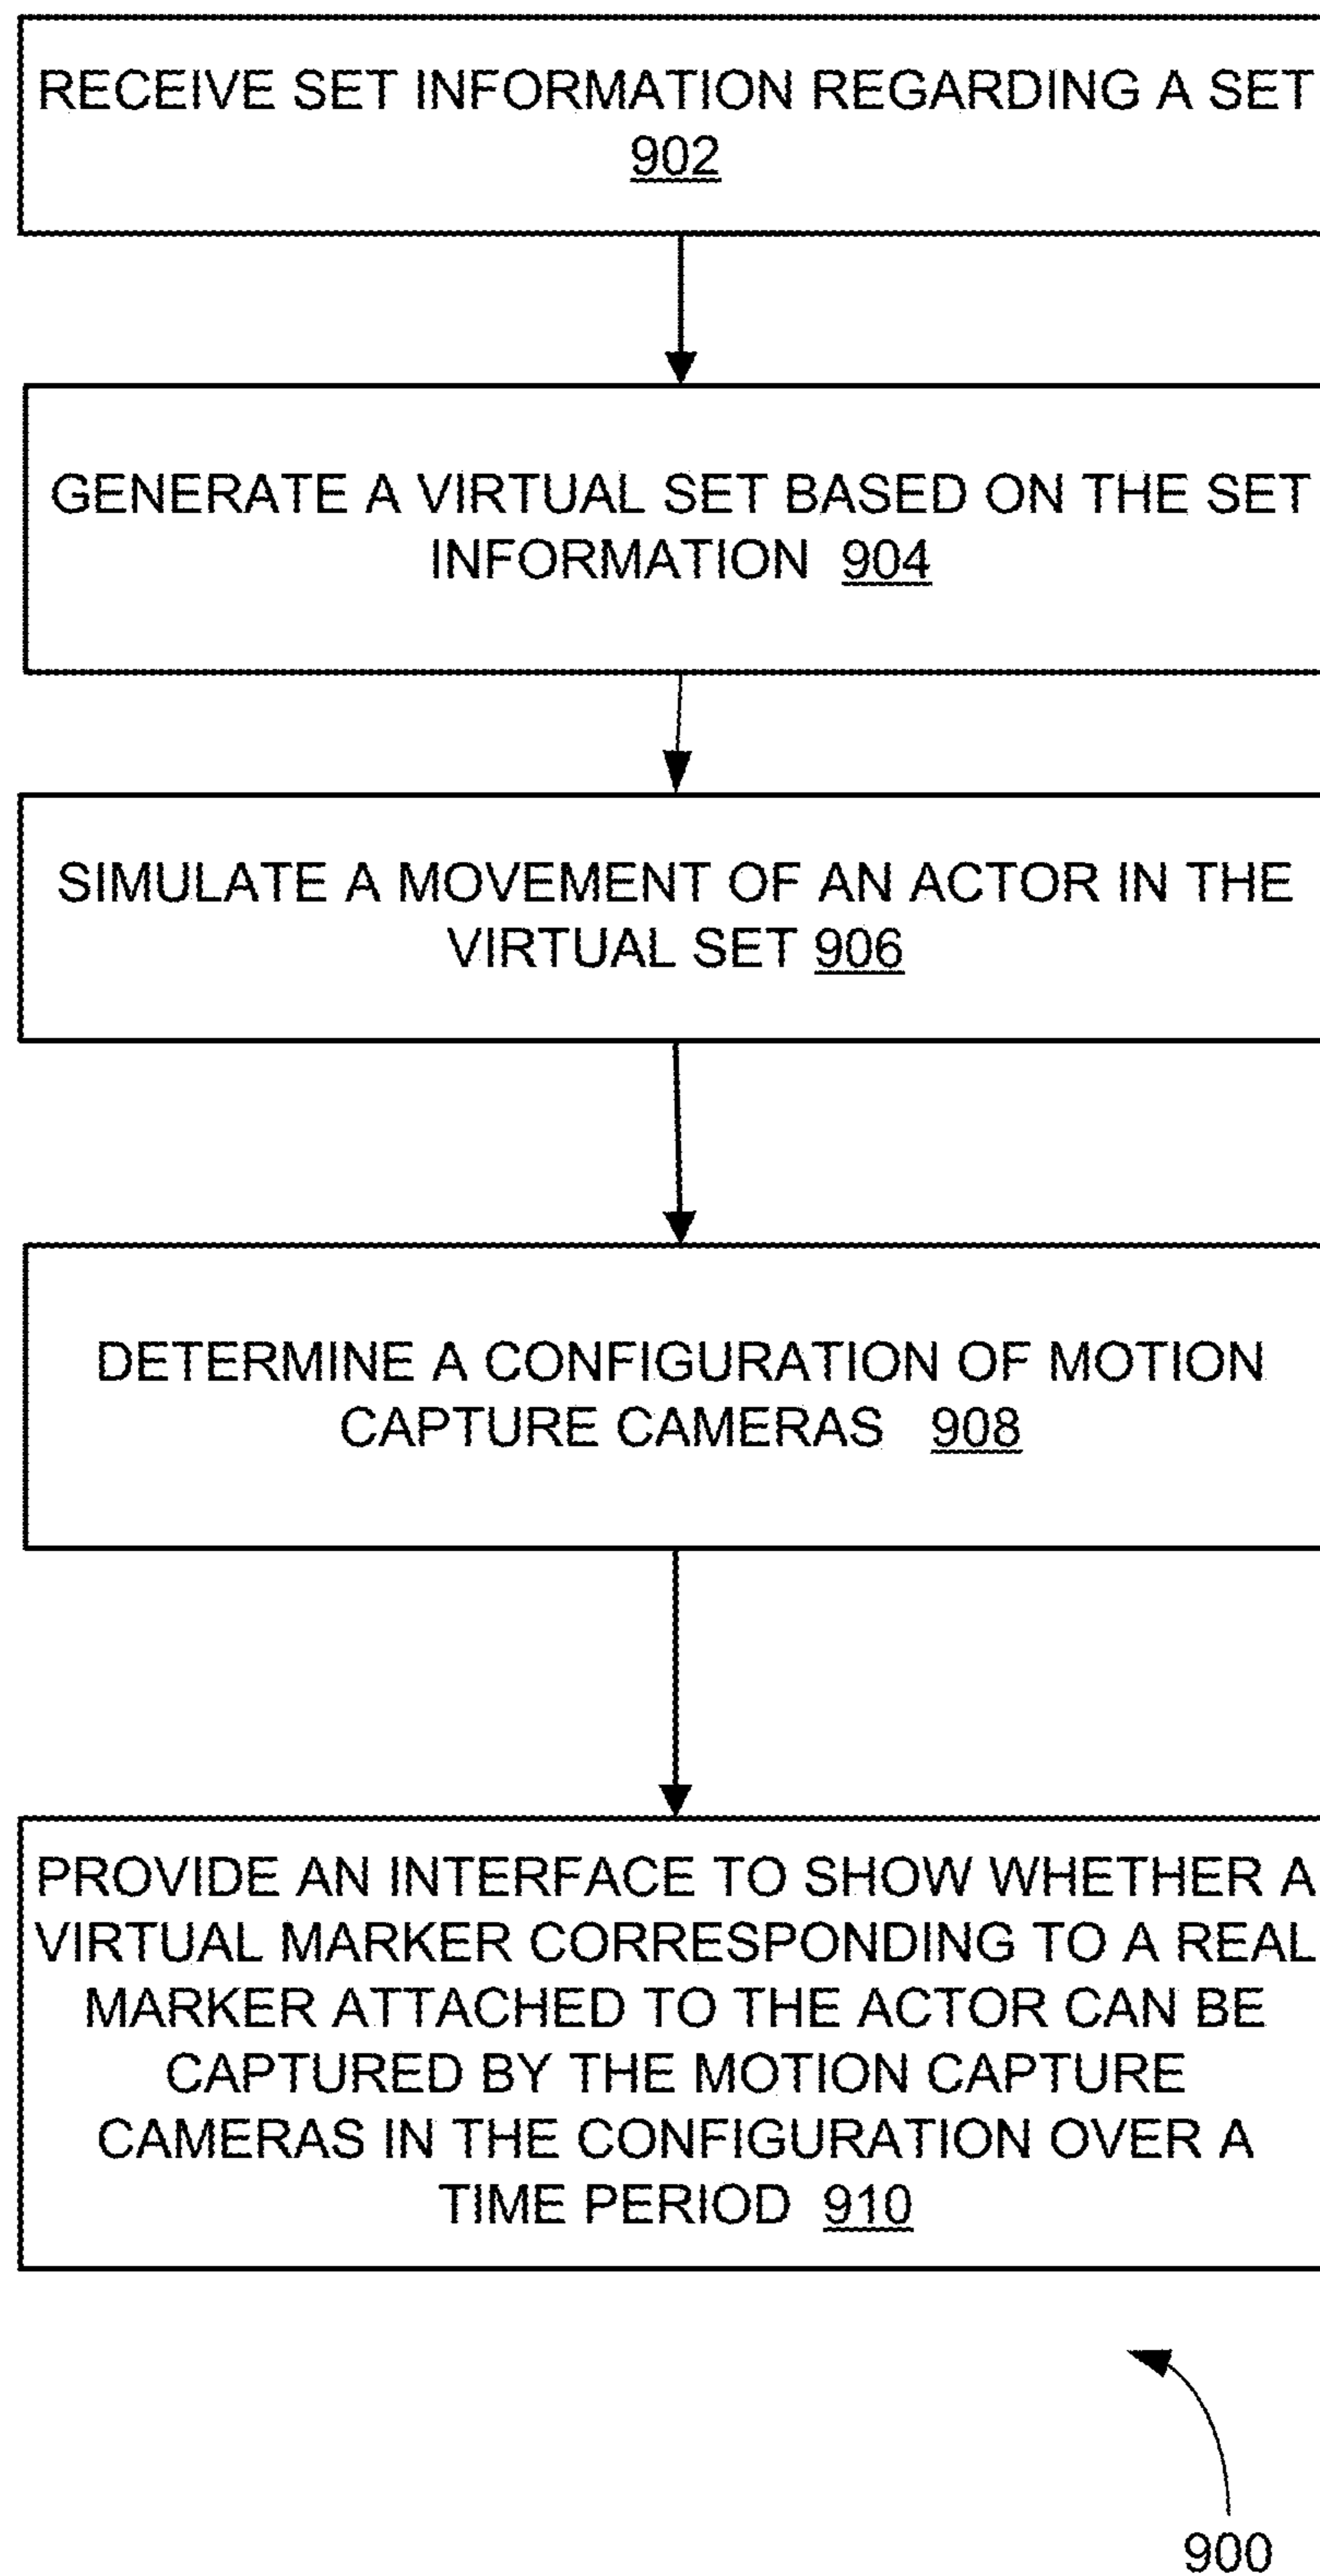 RECEIVE SET INFORMATION REGARDING A SET
902
GENERATE A VIRTUAL SET BASED ON THE SET
INFORMATION 904
SIMULATE A MOVEMENT OF AN ACTOR IN THE
VIRTUAL SET 906
DETERMINE A CONFIGURATION OF MOTION
CAPTURE CAMERAS 908
PROVIDE AN INTERFACE TO SHOW WHETHER A
VIRTUAL MARKER CORRESPONDING TO A REAL
MARKER ATTACHED TO THE ACTOR CAN BE
CAPTURED BY THE MOTION CAPTURE
CAMERAS IN THE CONFIGURATION OVER A
TIME PERIOD 910
900